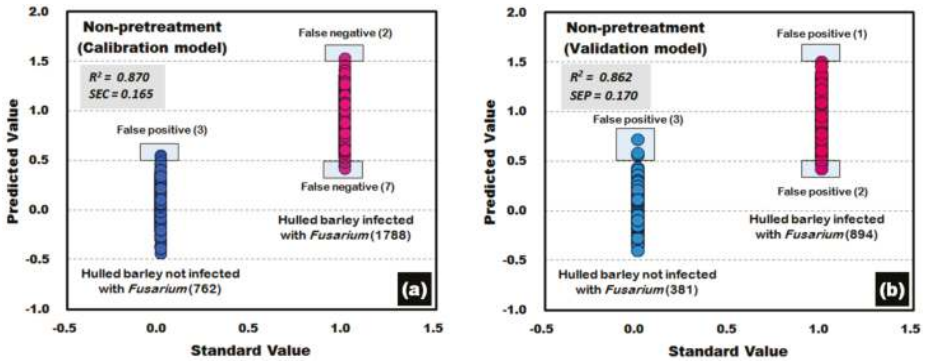 2.0
1.5
1.0
0.5
0.0
-0.5
-1.0
Predicted Value
Non-pretreatment
(Calibration model)
R² = 0.870
SEC = 0.165
False negative (2)
False positive (3)
False negative (7)
Hulled barley infected
with Fusarium (1788)
Hulled barley not infected
with Fusarium (762)
(a)
-0.5
0.0
0.5
1.0
1.5
Standard Value
2.0
1.5
1.0
0.5
0.0
-0.5
-1.0
Predicted Value
Non-pretreatment
(Validation model)
R² = 0.862
SEP = 0.170
False positive (1)
False positive (3)
False positive (2)
Hulled barley infected
with Fusarium (894)
Hulled barley not infected
with Fusarium (381)
(b)
-0.5
0.0
0.5
1.0
1.5
Standard Value